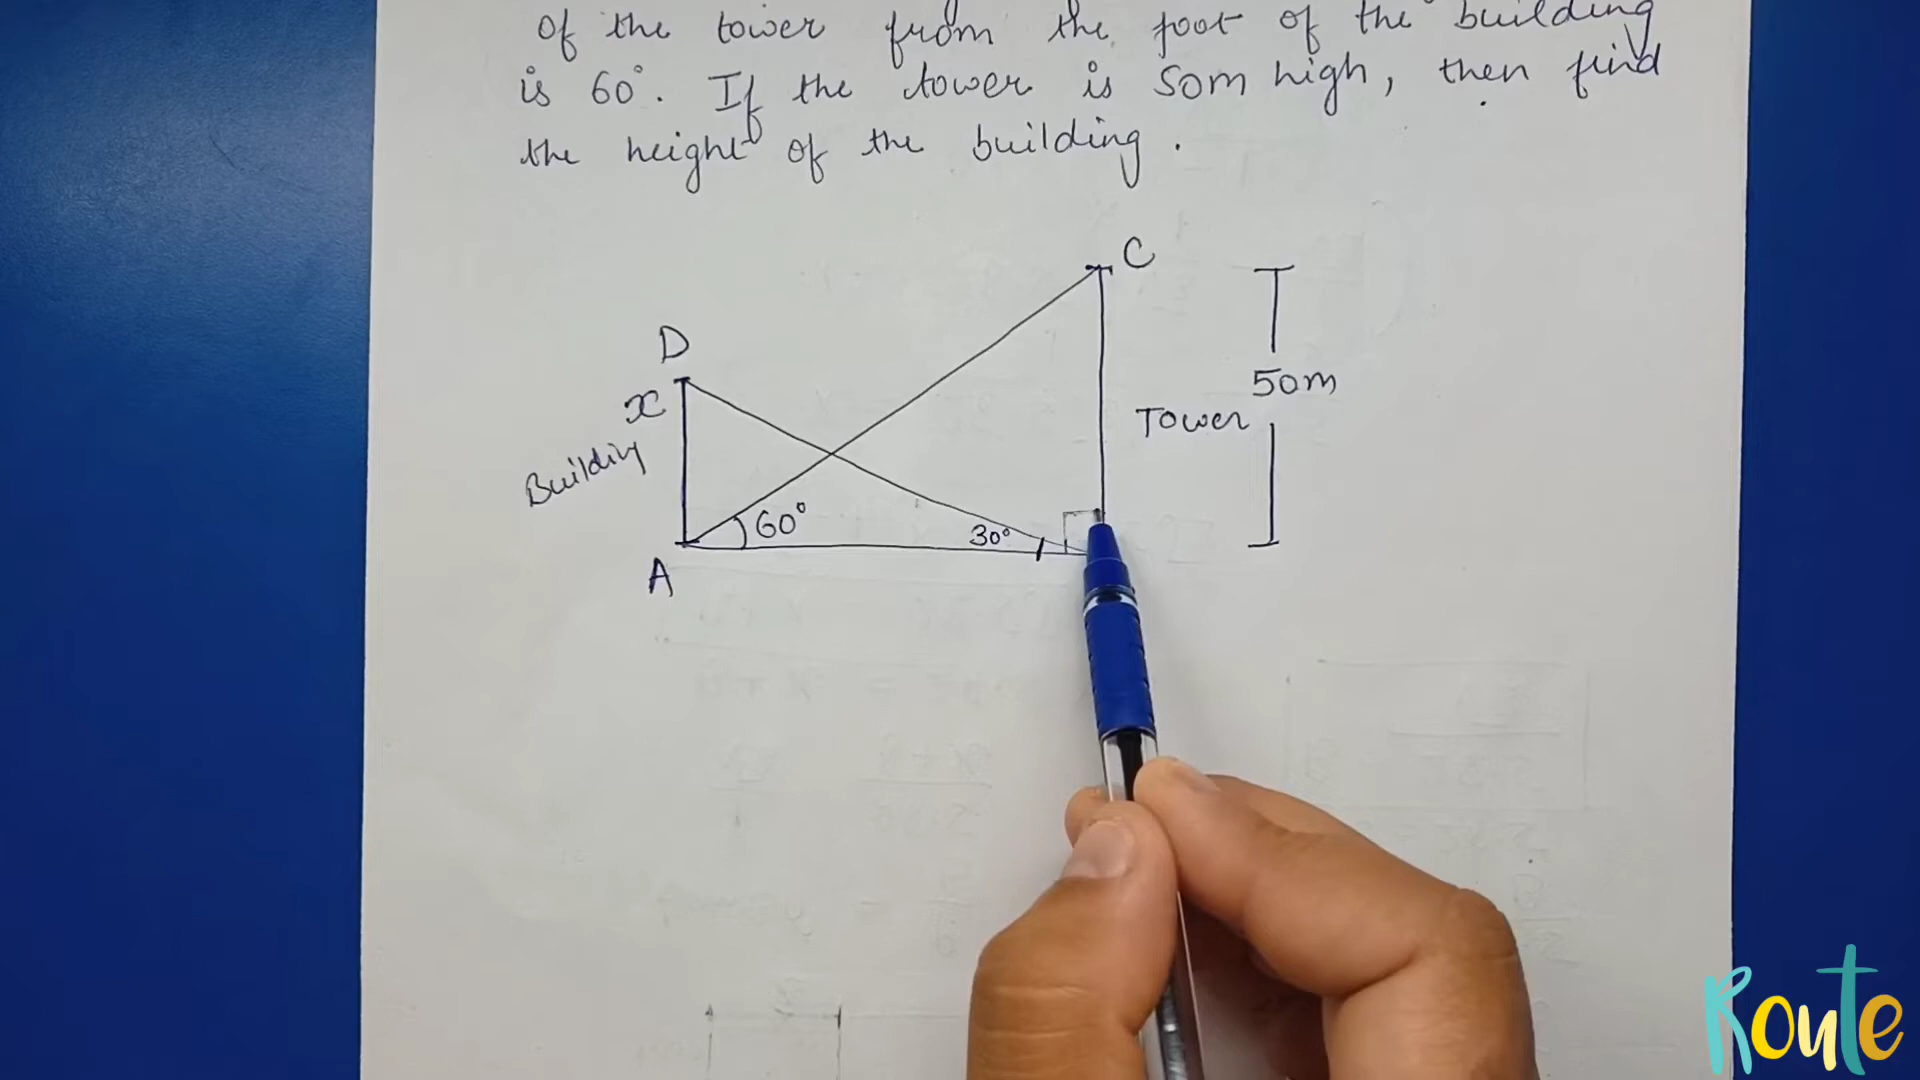 of the tower from the foot of the building
is 60°. If the tower is 50m high, then find
the height of the building.
C
D
x
50m
Tower
Building
60°
30°
A
Route